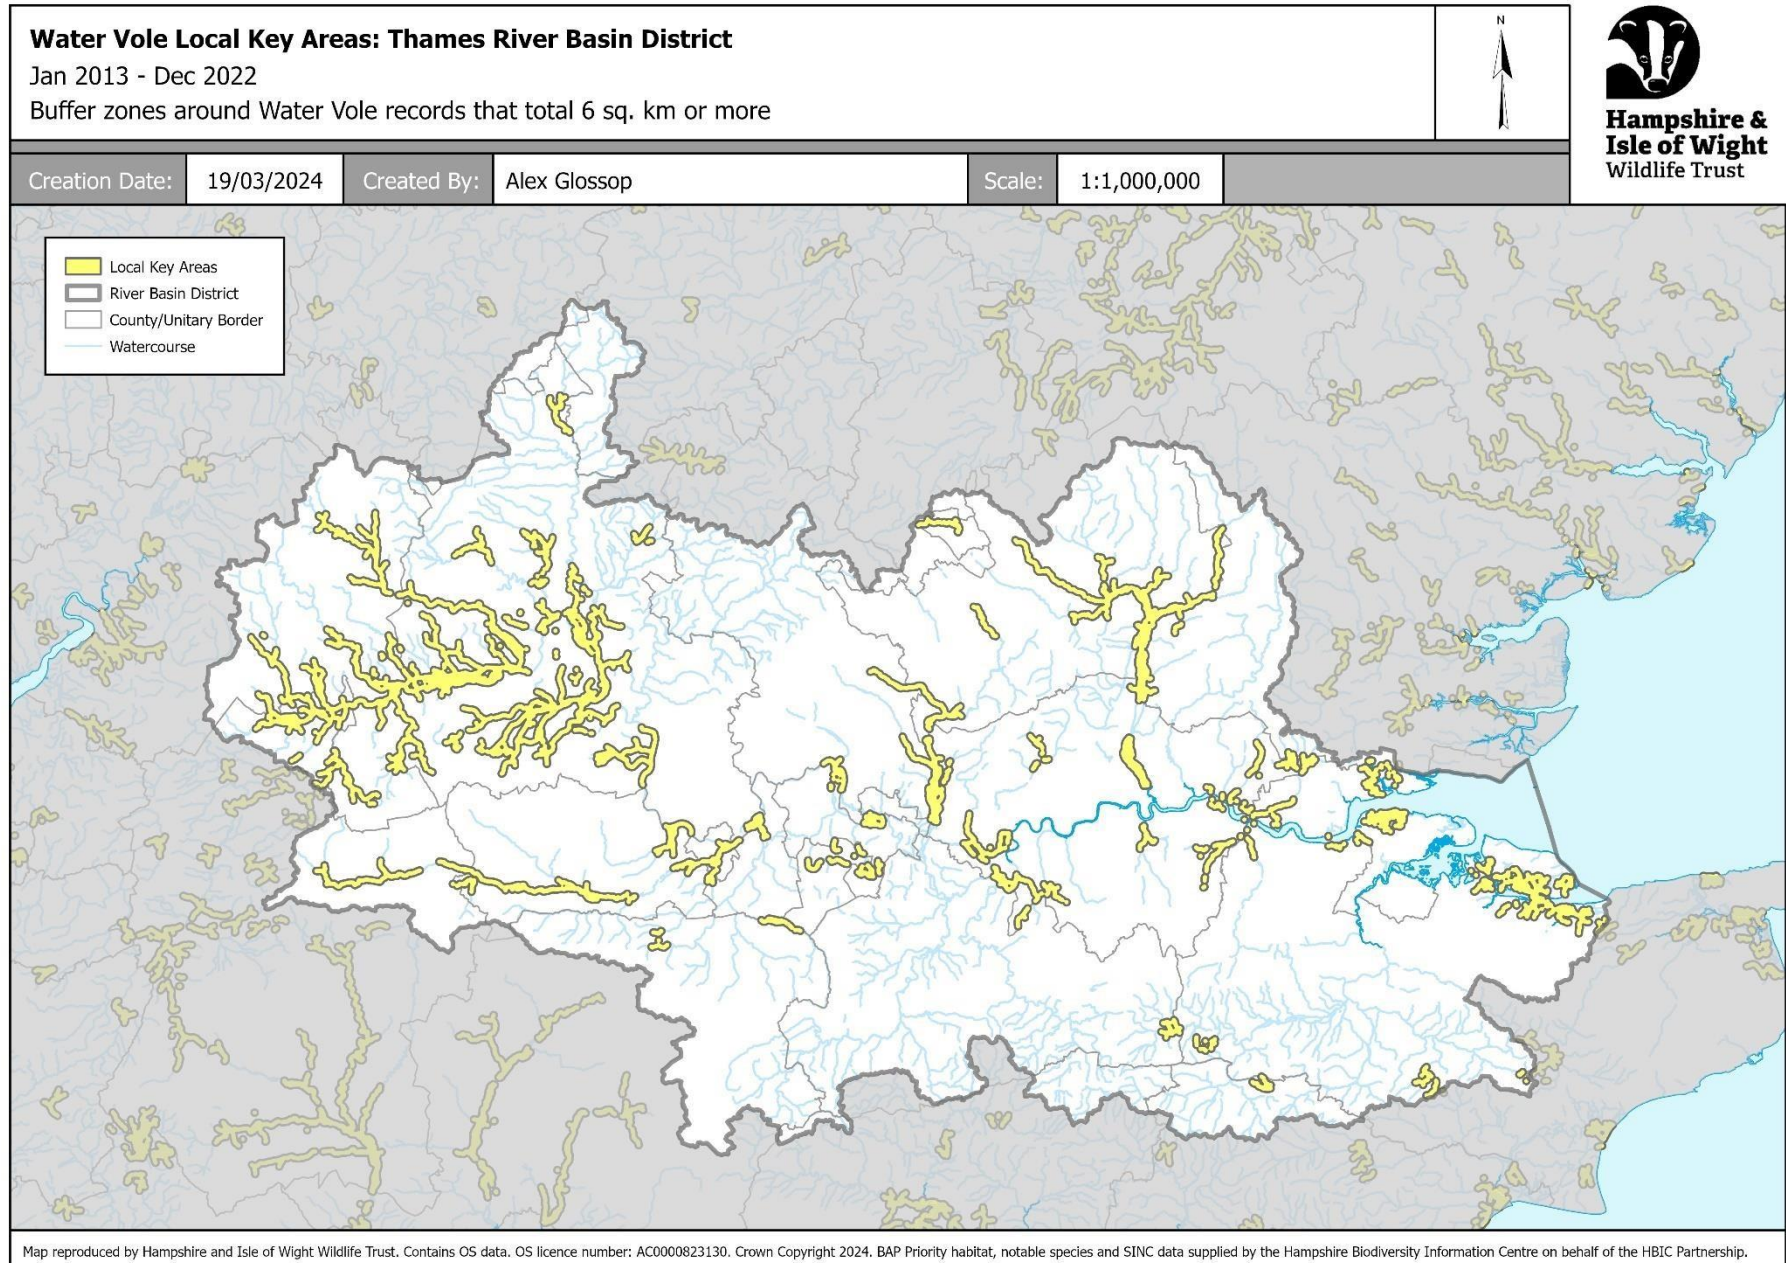 Water Vole Local Key Areas: Thames River Basin District
Jan 2013 - Dec 2022
Buffer zones around Water Vole records that total 6 sq. km or more
N
Hampshire &
Isle of Wight
Wildlife Trust
Creation Date: 19/03/2024 Created By: Alex Glossop Scale: 1:1,000,000
Local Key Areas
River Basin District
County/Unitary Border
Watercourse
Map reproduced by Hampshire and Isle of Wight Wildlife Trust. Contains OS data. OS licence number: AC0000823130. Crown Copyright 2024. BAP Priority habitat, notable species and SINC data supplied by the Hampshire Biodiversity Information Centre on behalf of the HBIC Partnership.